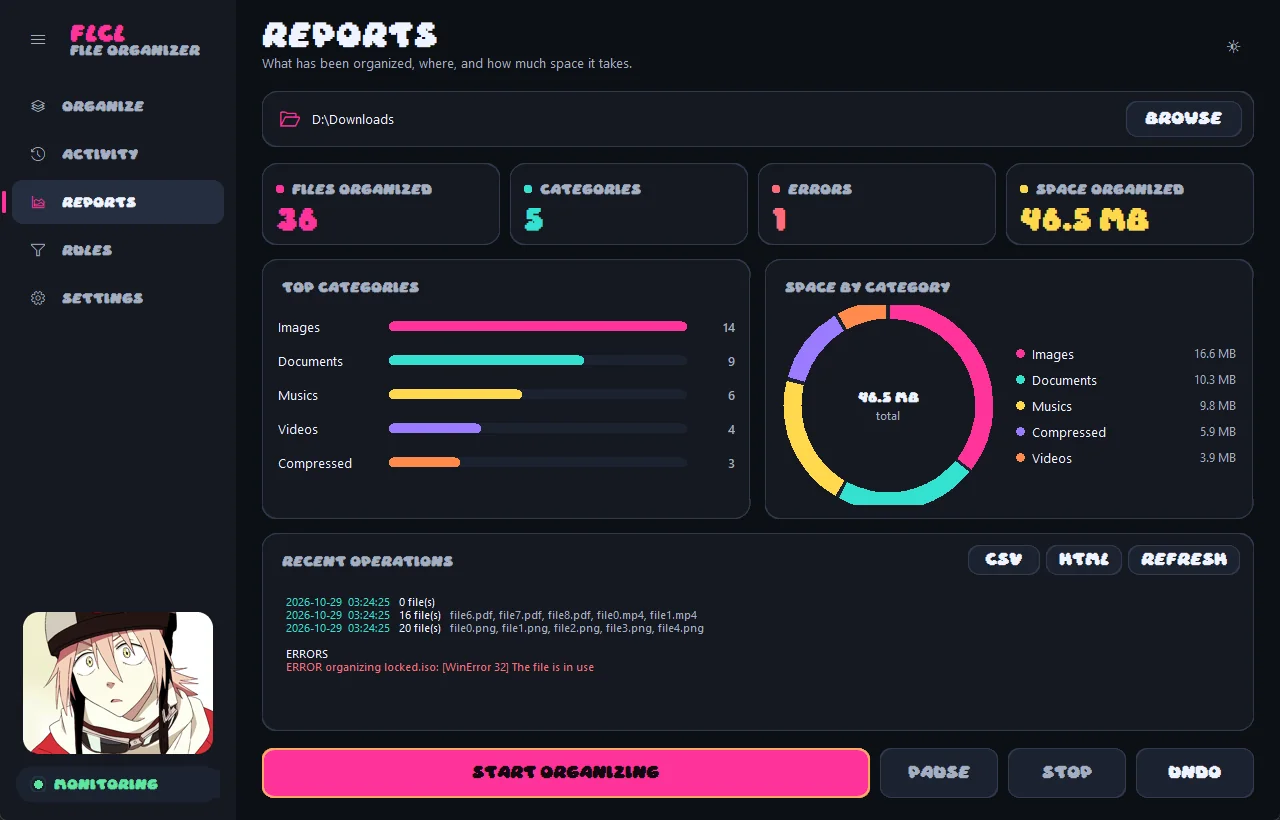 FLCL
FILE ORGANIZER
ORGANIZE
ACTIVITY
REPORTS
RULES
SETTINGS
MONITORING
REPORTS
What has been organized, where, and how much space it takes.
D:\Downloads
BROWSE
FILES ORGANIZED
36
CATEGORIES
5
ERRORS
1
SPACE ORGANIZED
46.5 MB
TOP CATEGORIES
Images 14
Documents 9
Musics 6
Videos 4
Compressed 3
SPACE BY CATEGORY
46.5 MB
total
Images 16.6 MB
Documents 10.3 MB
Musics 9.8 MB
Compressed 5.9 MB
Videos 3.9 MB
RECENT OPERATIONS
CSV
HTML
REFRESH
2026-10-29 03:24:25 0 file(s)
2026-10-29 03:24:25 16 file(s) file6.pdf, file7.pdf, file8.pdf, file0.mp4, file1.mp4
2026-10-29 03:24:25 20 file(s) file0.png, file1.png, file2.png, file3.png, file4.png
ERRORS
ERROR organizing locked.iso: [WinError 32] The file is in use
START ORGANIZING
PAUSE
STOP
UNDO